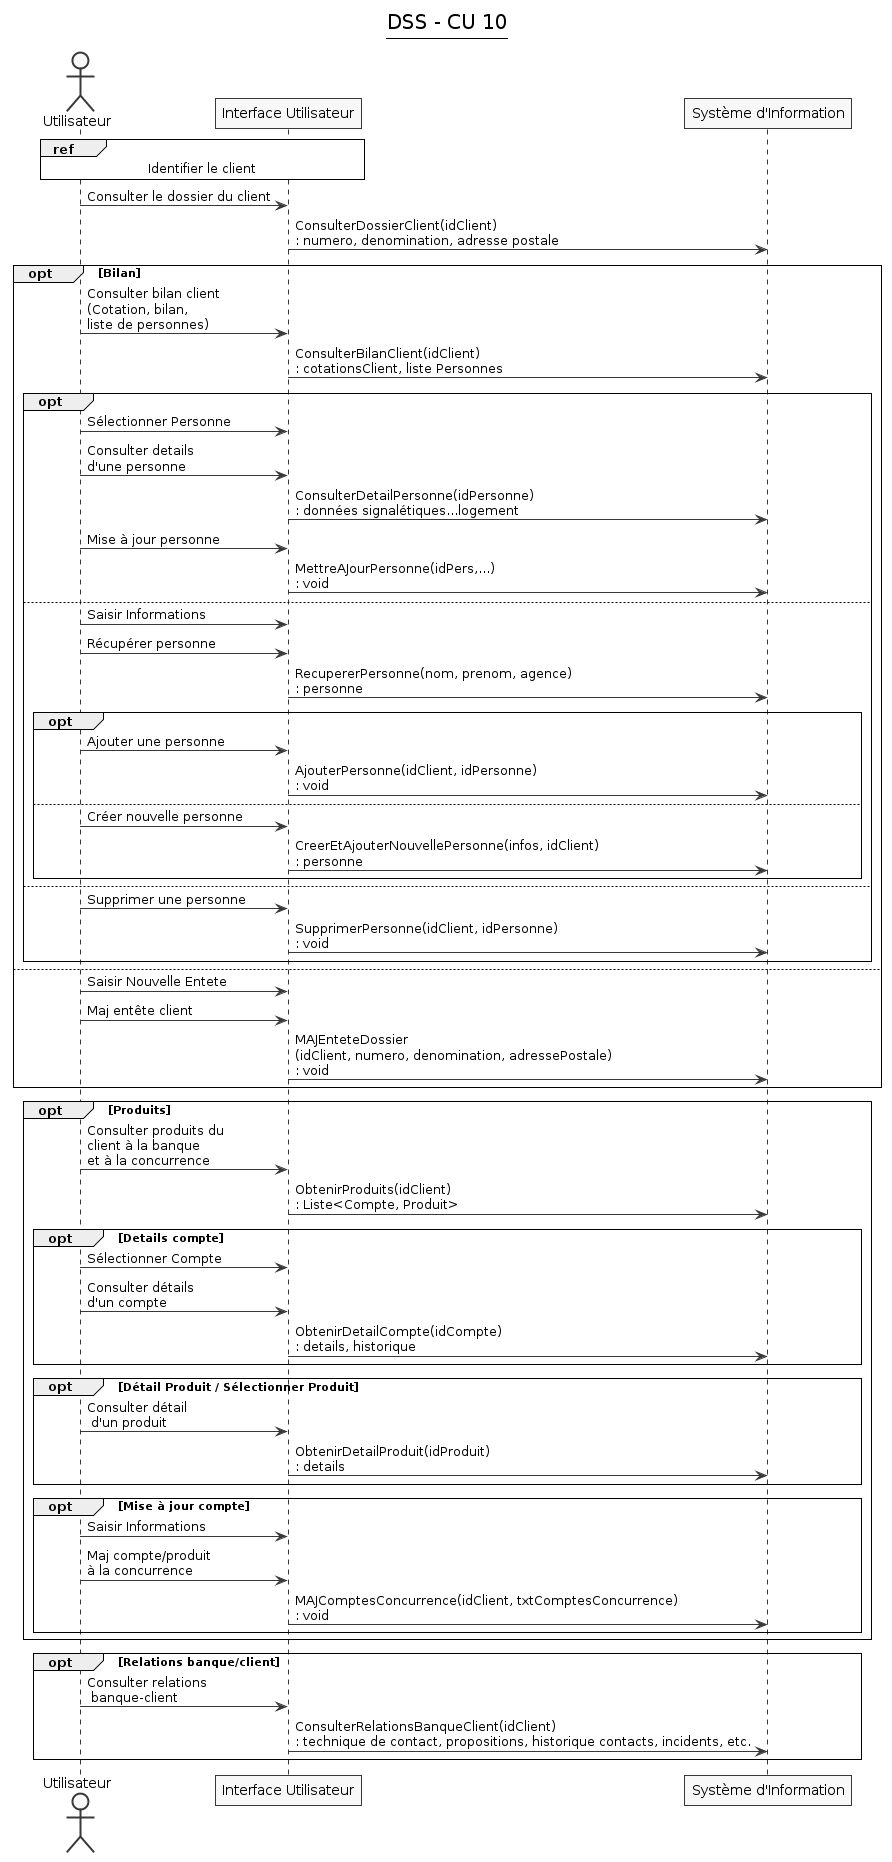 DSS - CU 10
Utilisateur
Interface Utilisateur
Système d'Information
ref
Identifier le client
Consulter le dossier du client
ConsulterDossierClient(idClient)
: numero, denomination, adresse postale
opt
[Bilan]
Consulter bilan client
(Cotation, bilan,
liste de personnes)
ConsulterBilanClient(idClient)
: cotationsClient, liste Personnes
opt
Sélectionner Personne
Consulter details
d'une personne
ConsulterDetailPersonne(idPersonne)
: données signalétiques...logement
Mise à jour personne
MettreAJourPersonne(idPers,...)
: void
Saisir Informations
Récupérer personne
RecupererPersonne(nom, prenom, agence)
: personne
opt
Ajouter une personne
AjouterPersonne(idClient, idPersonne)
: void
Créer nouvelle personne
CreerEtAjouterNouvellePersonne(infos, idClient)
: personne
Supprimer une personne
SupprimerPersonne(idClient, idPersonne)
: void
Saisir Nouvelle Entete
Maj entête client
MAJEnteteDossier
(idClient, numero, denomination, adressePostale)
: void
opt
[Produits]
Consulter produits du
client à la banque
et à la concurrence
ObtenirProduits(idClient)
: Liste<Compte, Produit>
opt
[Details compte]
Sélectionner Compte
Consulter détails
d'un compte
ObtenirDetailCompte(idCompte)
: details, historique
opt
[Détail Produit / Sélectionner Produit]
Consulter détail
d'un produit
ObtenirDetailProduit(idProduit)
: details
opt
[Mise à jour compte]
Saisir Informations
Maj compte/produit
à la concurrence
MAJComptesConcurrence(idClient, txtComptesConcurrence)
: void
opt
[Relations banque/client]
Consulter relations
banque-client
ConsulterRelationsBanqueClient(idClient)
: technique de contact, propositions, historique contacts, incidents, etc.
Utilisateur
Interface Utilisateur
Système d'Information